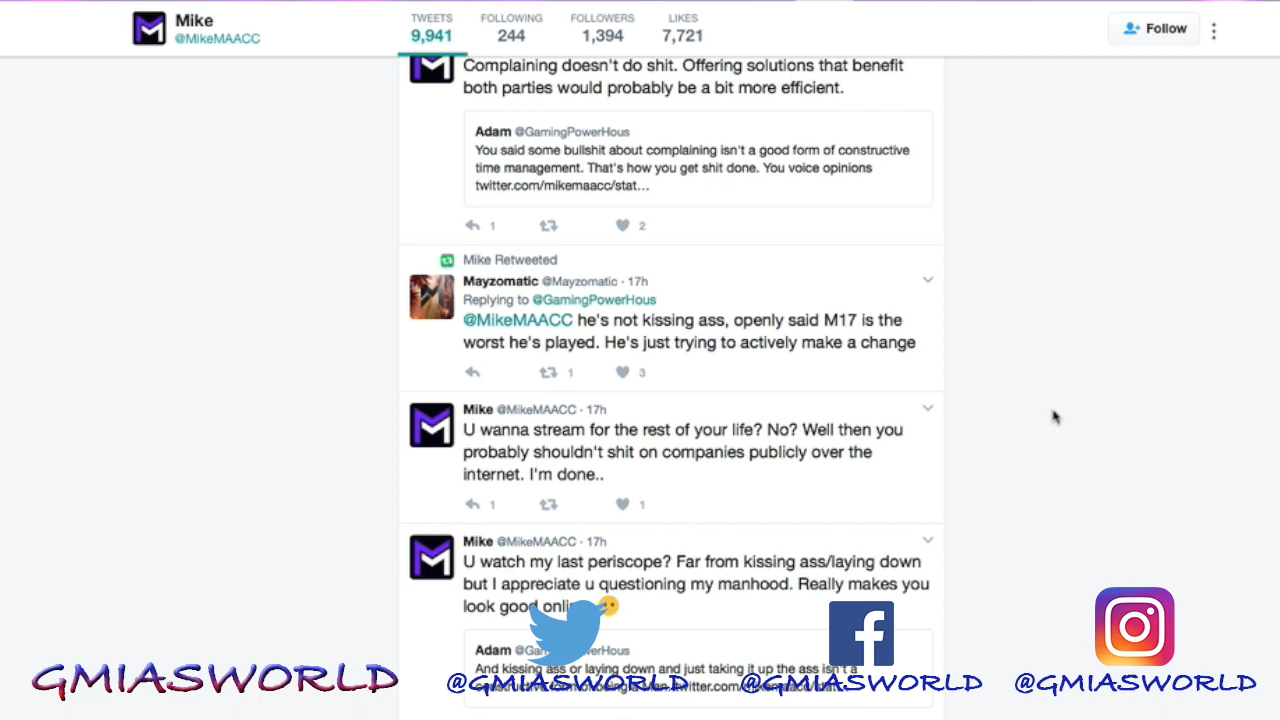 Mike
@MikeMAACC
TWEETS
9,941
FOLLOWING
244
FOLLOWERS
1,394
LIKES
7,721
Follow
Complaining doesn't do shit. Offering solutions that benefit
both parties would probably be a bit more efficient.
Adam @GamingPowerHous
You said some bullshit about complaining isn't a good form of constructive
time management. That's how you get shit done. You voice opinions
twitter.com/mikemaacc/stat...
1
2
Mike Retweeted
Mayzomatic @Mayzomatic · 17h
Replying to @GamingPowerHous
@MikeMAACC he's not kissing ass, openly said M17 is the
worst he's played. He's just trying to actively make a change
1
3
Mike @MikeMAACC · 17h
U wanna stream for the rest of your life? No? Well then you
probably shouldn't shit on companies publicly over the
internet. I'm done..
1
1
Mike @MikeMAACC · 17h
U watch my last periscope? Far from kissing ass/laying down
but I appreciate u questioning my manhood. Really makes you
look good
Adam
And kissing ass or laying down and just taking it up the ass isn't a
GMIASWORLD
@GMIASWORLD
@GMIASWORLD
@GMIASWORLD